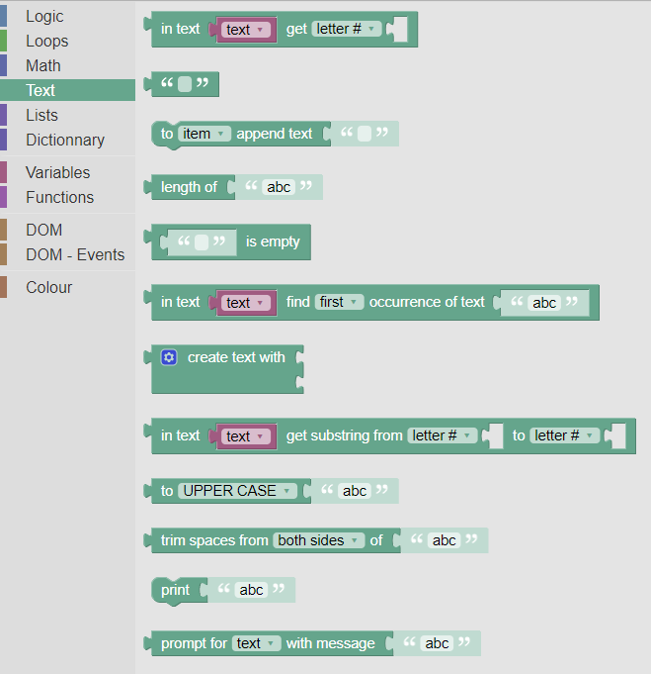 Logic
Loops
Math
Text
Lists
Dictionnary
Variables
Functions
DOM
DOM - Events
Colour
in text text get letter #
“ ”
to item append text “ ”
length of “ abc ”
“ ” is empty
in text text find first occurrence of text “ abc ”
create text with
in text text get substring from letter # to letter #
to UPPER CASE “ abc ”
trim spaces from both sides of “ abc ”
print “ abc ”
prompt for text with message “ abc ”